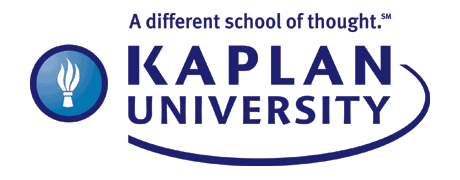 A different school of thought.℠
KAPLAN
UNIVERSITY